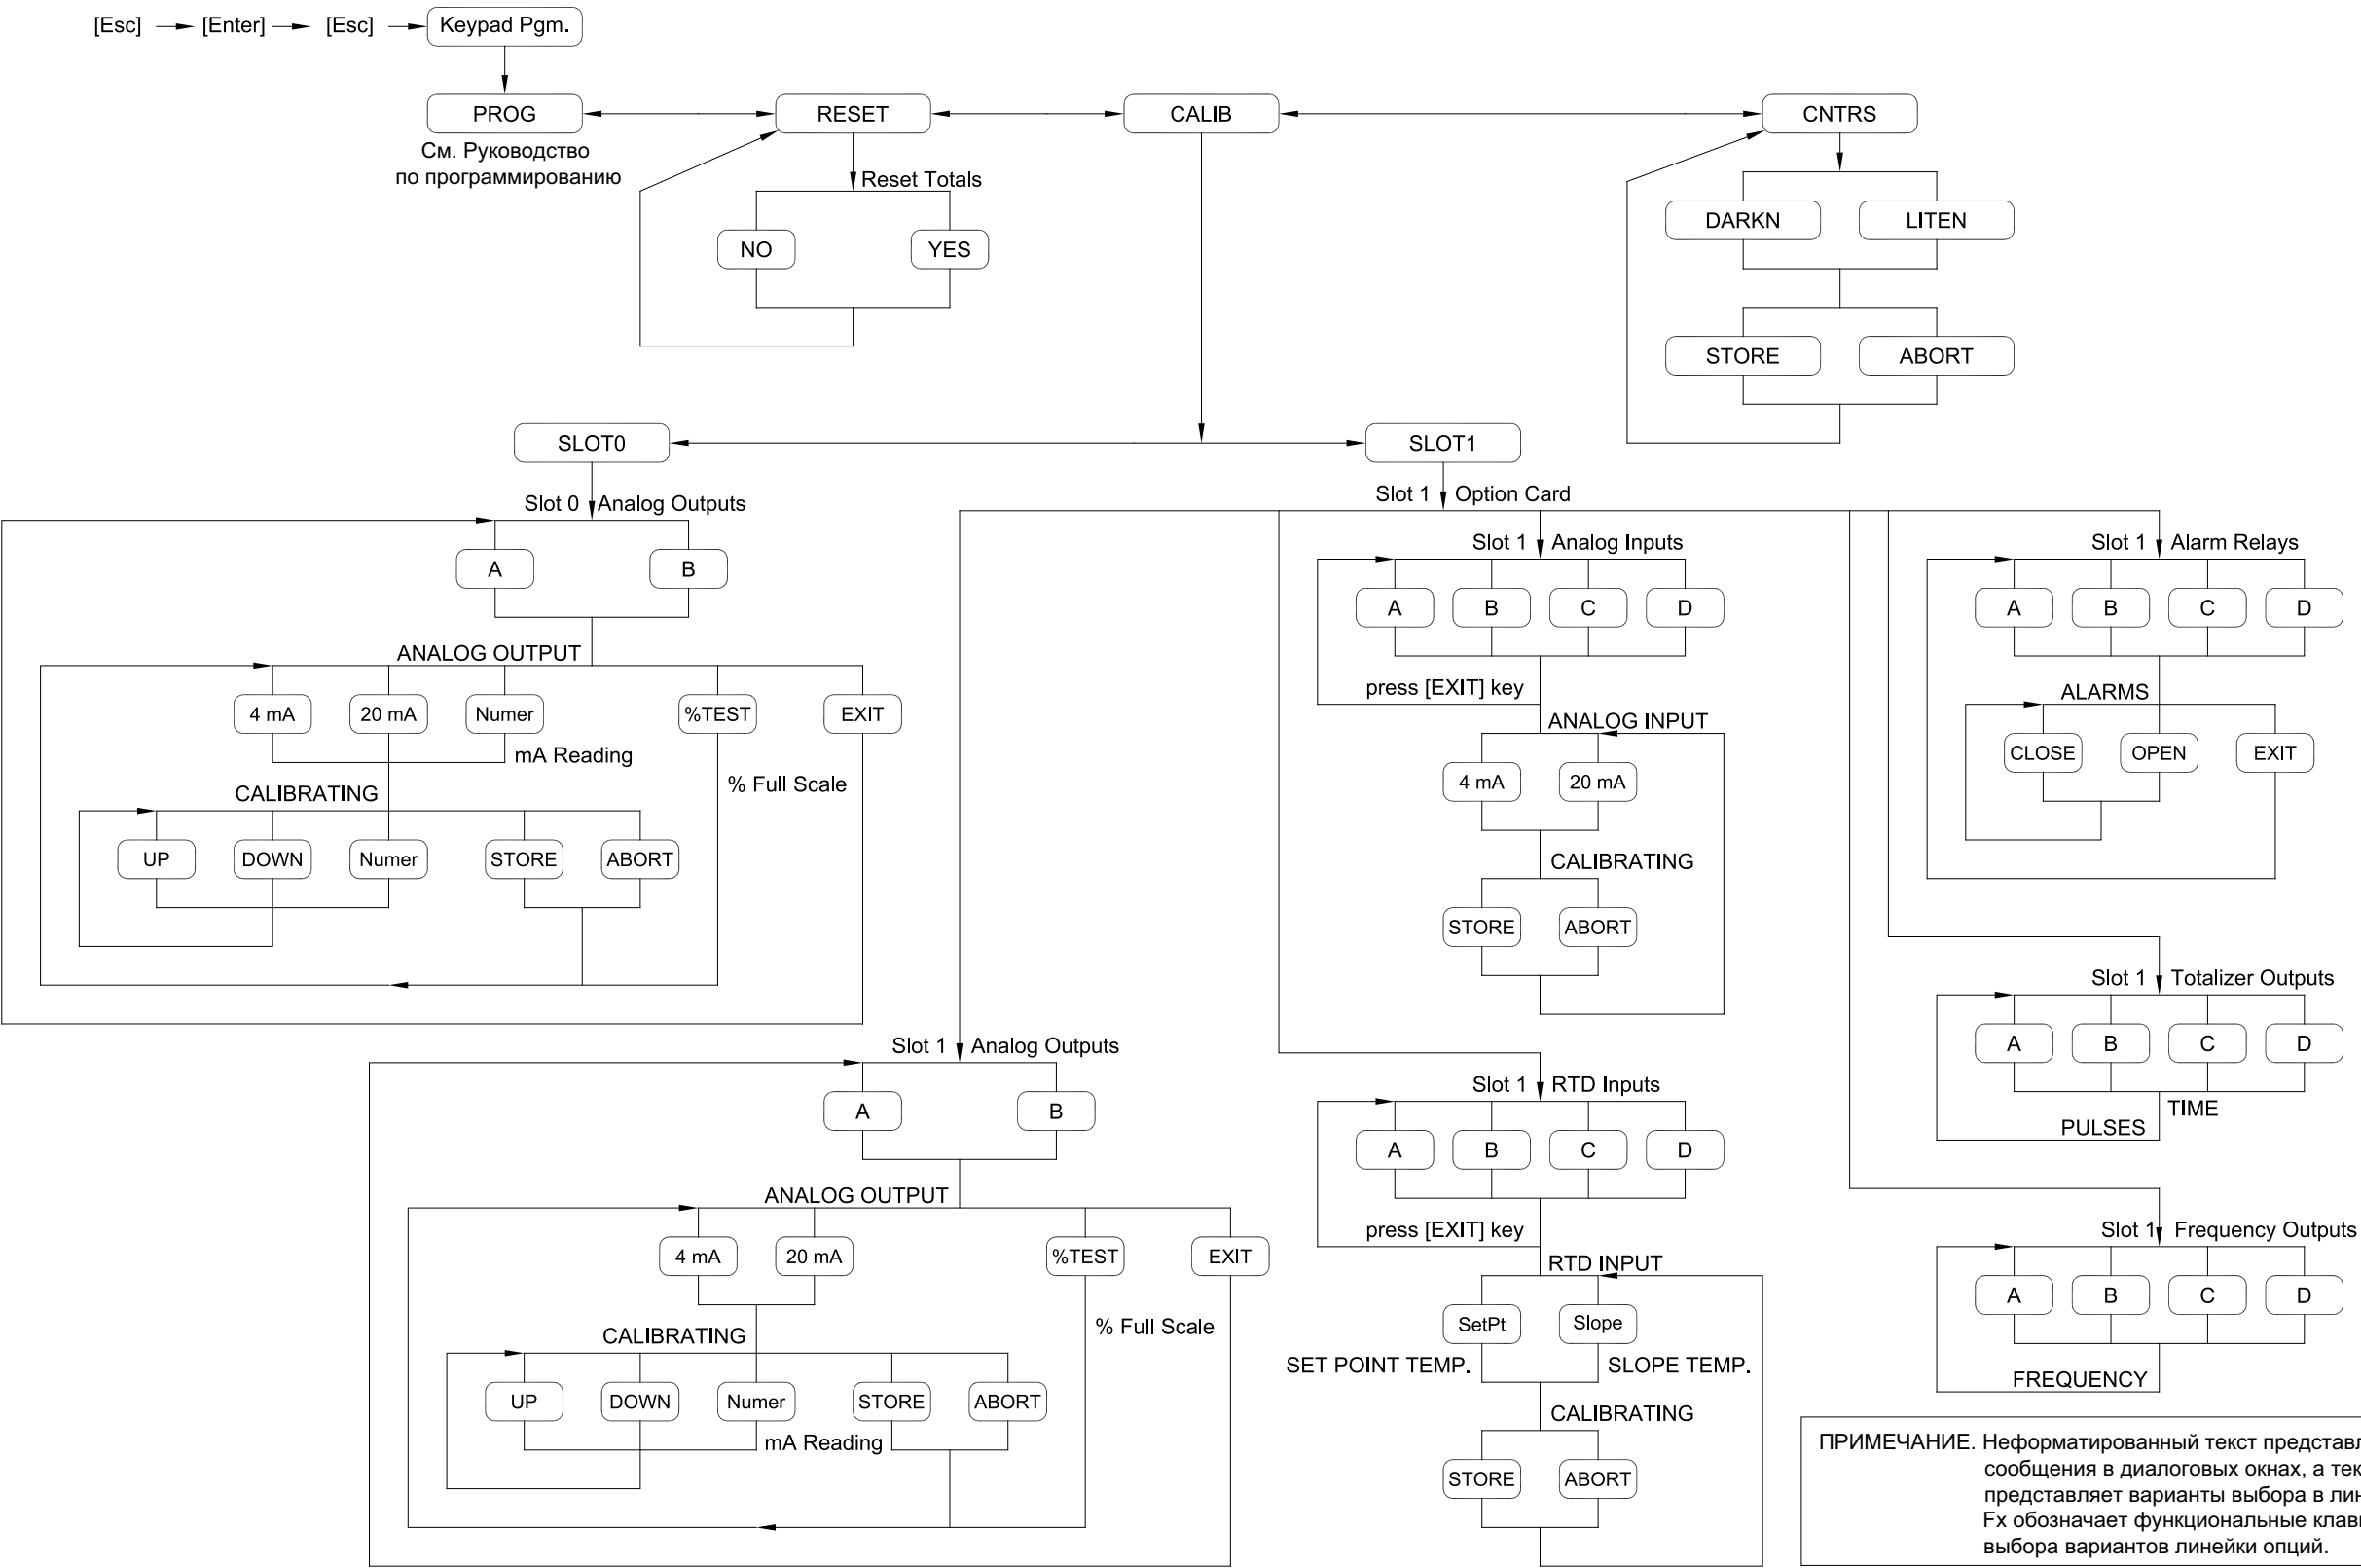 [Esc] [Enter] [Esc] Keypad Pgm.
PROG RESET CALIB CNTRS
См. Руководство
по программированию
Reset Totals
NO YES
DARKN LITEN
STORE ABORT
SLOT0 SLOT1
Slot 0 Analog Outputs
A B
ANALOG OUTPUT
4 mA 20 mA Numer %TEST EXIT
mA Reading
% Full Scale
CALIBRATING
UP DOWN Numer STORE ABORT
Slot 1 Option Card
Slot 1 Analog Outputs
A B
ANALOG OUTPUT
4 mA 20 mA %TEST EXIT
% Full Scale
CALIBRATING
UP DOWN Numer STORE ABORT
mA Reading
Slot 1 Analog Inputs
A B C D
press [EXIT] key
ANALOG INPUT
4 mA 20 mA
CALIBRATING
STORE ABORT
Slot 1 RTD Inputs
A B C D
press [EXIT] key
RTD INPUT
SetPt Slope
SET POINT TEMP. SLOPE TEMP.
CALIBRATING
STORE ABORT
Slot 1 Alarm Relays
A B C D
ALARMS
CLOSE OPEN EXIT
Slot 1 Totalizer Outputs
A B C D
TIME
PULSES
Slot 1 Frequency Outputs
A B C D
FREQUENCY
ПРИМЕЧАНИЕ. Неформатированный текст
сообщения в диалоговых окнах, а
представляет варианты выбора в
Fx обозначает функциональные
выбора вариантов линейки опций.